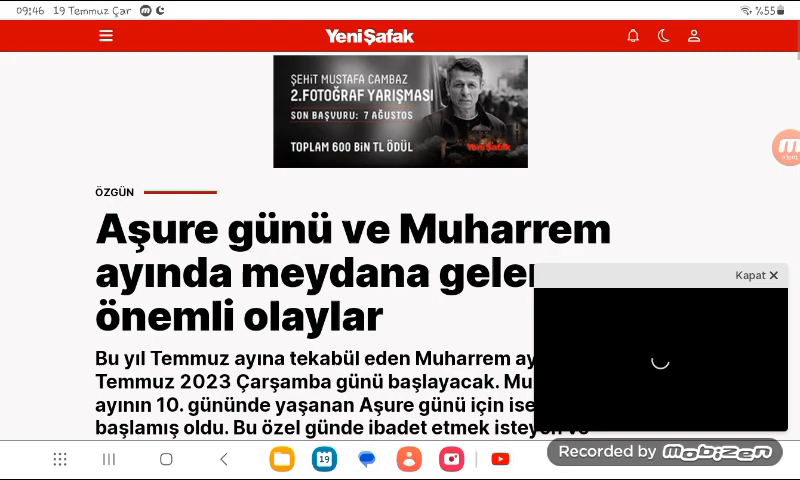 09:46 19 Temmuz Çar
%55
YeniŞafak
ŞEHİT MUSTAFA CAMBAZ
2.FOTOĞRAF YARIŞMASI
SON BAŞVURU: 7 AĞUSTOS
TOPLAM 600 BİN TL ÖDÜL
YeniŞafak
ÖZGÜN
Aşure günü ve Muharrem
ayında meydana gelen
önemli olaylar
Kapat ✕
Bu yıl Temmuz ayına tekabül eden Muharrem
Temmuz 2023 Çarşamba günü başlayacak.
ayının 10. gününde yaşanan Aşure günü için ise
başlamış oldu. Bu özel günde ibadet etmek isteyen ve
19
Recorded by mobizen